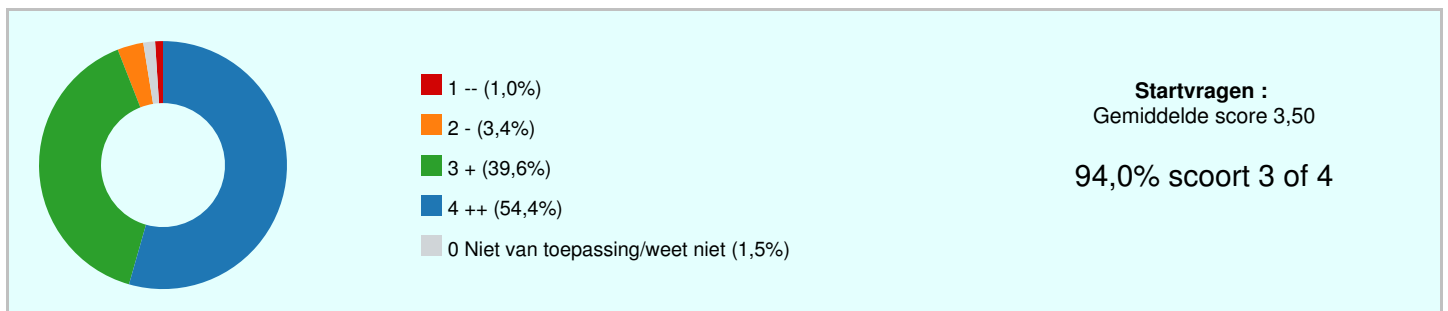 1 -- (1,0%)
2 - (3,4%)
3 + (39,6%)
4 ++ (54,4%)
0 Niet van toepassing/weet niet (1,5%)
Startvragen :
Gemiddelde score 3,50
94,0% scoort 3 of 4